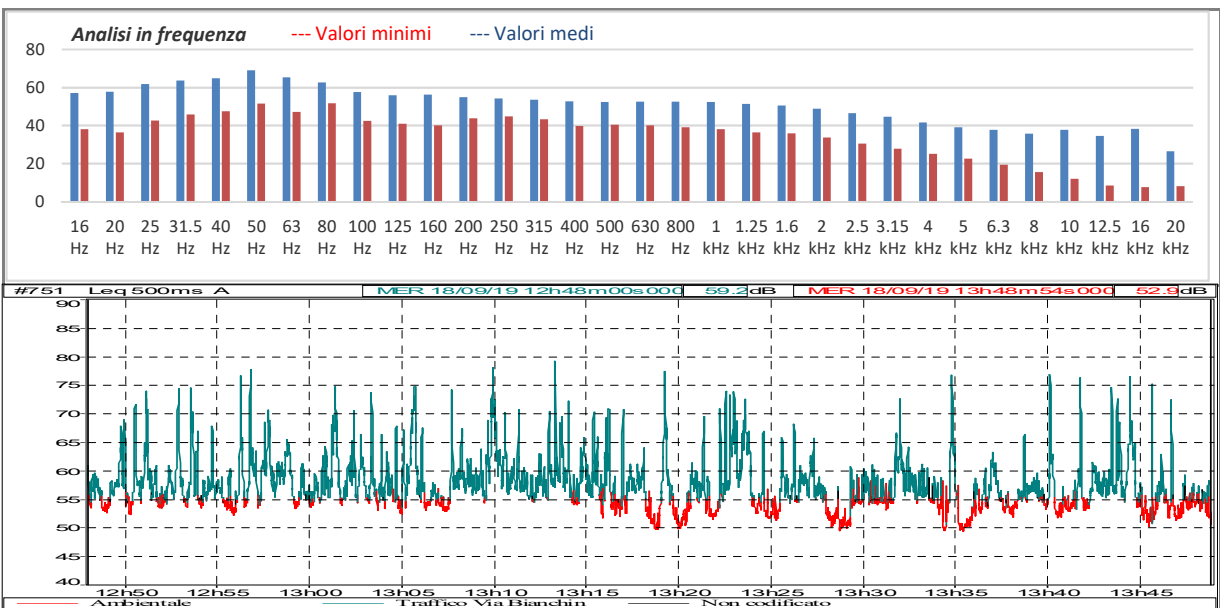 Analisi in frequenza --- Valori minimi --- Valori medi
80
60
40
20
0
16 20 25 31.5 40 50 63 80 100 125 160 200 250 315 400 500 630 800 1 1.25 1.6 2 2.5 3.15 4 5 6.3 8 10 12.5 16 20
Hz Hz Hz Hz Hz Hz Hz Hz Hz Hz Hz Hz Hz Hz Hz Hz Hz Hz kHz kHz kHz kHz kHz kHz kHz kHz kHz kHz kHz kHz kHz kHz
#751 Leq 500ms A MER 18/09/19 12h48m00s000 59.2 dB MER 18/09/19 13h48m54s000 52.9 dB
90
85
80
75
70
65
60
55
50
45
40
12h50 12h55 13h00 13h05 13h10 13h15 13h20 13h25 13h30 13h35 13h40 13h45
Ambientale Traffico Via Bianchin Non codificato